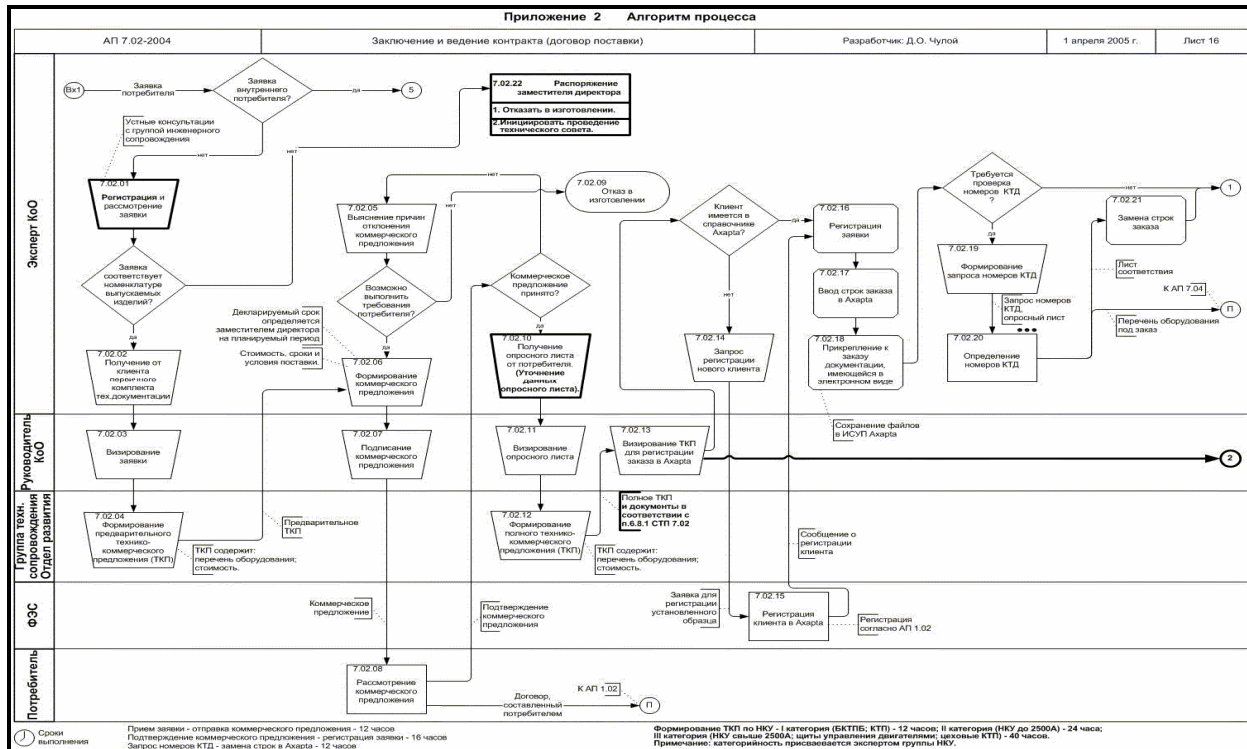 Приложение 2 Алгоритм процесса
АП 7.02-2004
Заключение и ведение контракта (договор поставки)
Разработчик: Д.О. Чулой
1 апреля 2005 г.
Лист 16
Эксперт КоО
Вх1
Заявка
потребителя
Заявка
внутреннего
потребителя?
да
5
нет
Устные консультации
с группой инженерного
сопровождения
7.02.22 Распоряжение
заместителя директора
1. Отказать в изготовлении.
2.Инициировать проведение
технического совета.
7.02.01
Регистрация и
рассмотрение
заявки
нет
Заявка
соответствует
номенклатуре
выпускаемых
изделий?
да
7.02.02
Получение от
клиента
первичного
комплекта
тех.документации
7.02.05
Выяснение причин
отклонения
коммерческого
предложения
нет
нет
7.02.09
Отказ в
изготовлении
Возможно
выполнить
требования
потребителя?
да
Декларируемый срок
определяется
заместителем директора
на планируемый период
Стоимость, сроки и
условия поставки.
7.02.06
Формирование
коммерческого
предложения
Коммерческое
предложение
принято?
да
7.02.10
Получение
опросного листа
от потребителя.
(Уточнение
данных
опросного листа).
Клиент
имеется в
справочнике
Axapta?
да
нет
7.02.14
Запрос
регистрации
нового клиента
7.02.16
Регистрация
заявки
7.02.17
Ввод строк заказа
в Axapta
7.02.18
Прикрепление к
заказу
документации,
имеющейся в
электронном виде
Сохранение файлов
в ИСУП Axapta
Требуется
проверка
номеров КТД
?
нет
да
1
7.02.19
Формирование
запроса номеров КТД
Запрос номеров
КТД,
опросный лист
7.02.20
Определение
номеров КТД
7.02.21
Замена строк
заказа
Лист
соответствия
К АП 7.04
П
Перечень оборудования
под заказ
Руководитель
КоО
7.02.03
Визирование
заявки
7.02.07
Подписание
коммерческого
предложения
7.02.11
Визирование
опросного листа
7.02.13
Визирование ТКП
для регистрации
заказа в Axapta
2
Группа техн.
сопровождения
Отдел развития
7.02.04
Формирование
предварительного
технико-
коммерческого
предложения (ТКП)
Предварительное
ТКП
ТКП содержит:
перечень оборудования;
стоимость.
7.02.12
Формирование
полного технико-
коммерческого
предложения (ТКП)
Полное ТКП
и документы в
соответствии с
п.6.8.1 СТП 7.02
ТКП содержит:
перечень оборудования;
стоимость.
Сообщение о
регистрации
клиента
ФЭС
Коммерческое
предложение
Подтверждение
коммерческого
предложения
Заявка для
регистрации
установленного
образца
7.02.15
Регистрация
клиента в Axapta
Регистрация
согласно АП 1.02
Потребитель
7.02.08
Рассмотрение
коммерческого
предложения
Договор,
составленный
потребителем
К АП 1.02
П
Сроки
выполнения
Прием заявки - отправка коммерческого предложения - 12 часов
Подтверждение коммерческого предложения - регистрация заявки - 16 часов
Запрос номеров КТД - замена строк в Axapta - 12 часов
Формирование ТКП по НКУ - I категория (БКТПБ; КТП) - 12 часов; II категория (НКУ до 2500А) - 24 часа;
III категория (НКУ свыше 2500А; щиты управления двигателями; цеховые КТП) - 40 часов.
Примечание: категорийность присваевается экспертом группы НКУ.